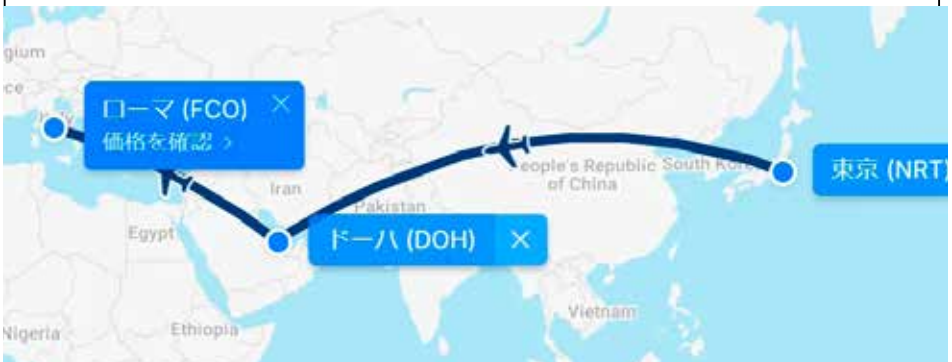 gium
ce
ローマ (FCO) ×
価格を確認 >
Iran
Pakistan
Egypt
ドーハ (DOH) ×
eople's Republic
of China
South Kor
東京 (NRT)
Vietnam
Nigeria
Ethiopia